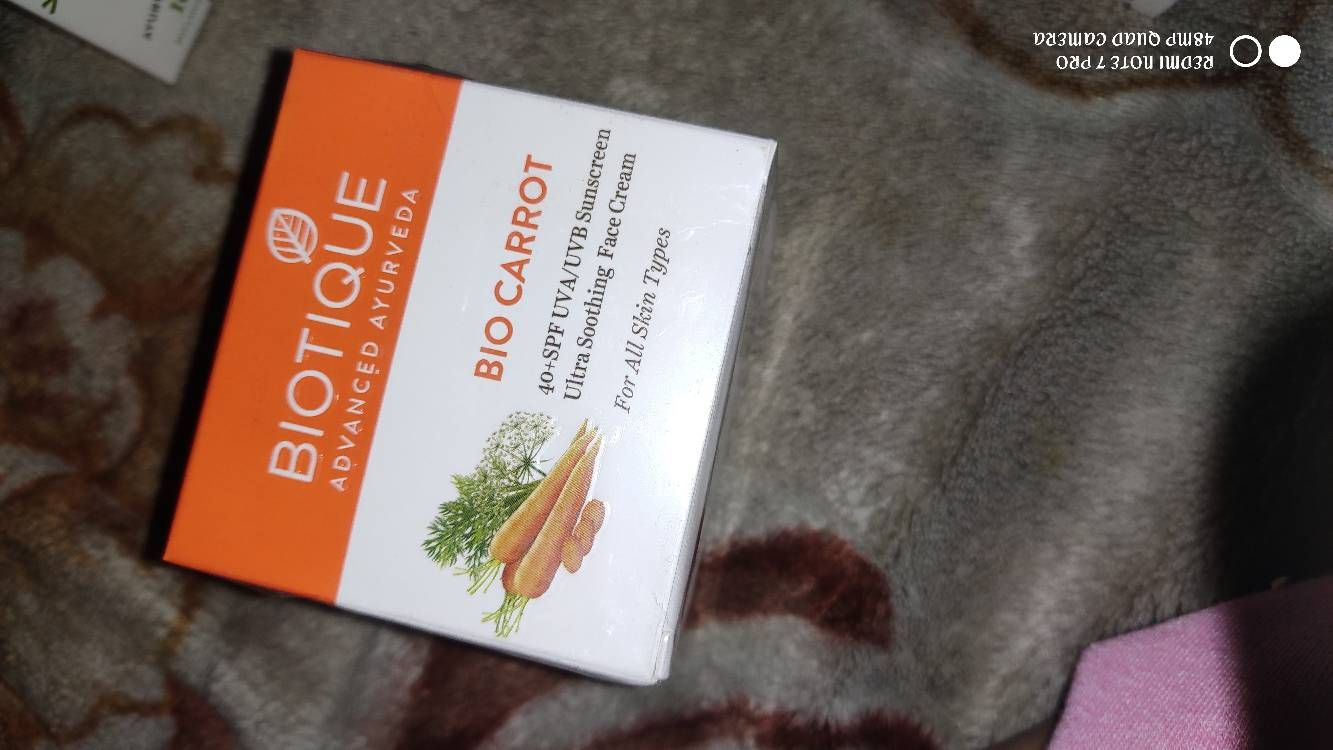 BIOTIQUE
ADVANCED AYURVEDA
BIO CARROT
40+SPF UVA/UVB Sunscreen
Ultra Soothing Face Cream
For All Skin Types
REDMI NOTE 7 PRO
48MP QUAD CAMERA